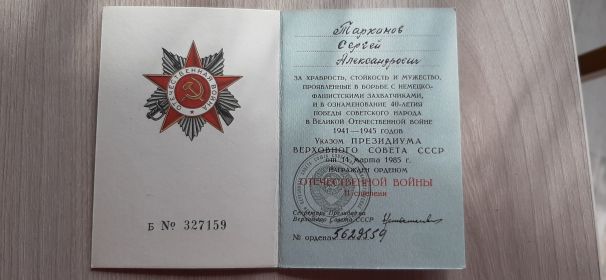 ОТЕЧЕСТВЕННАЯ ВОЙНА
Б № 327159
Тарханов
Сергей
Александрович
ЗА ХРАБРОСТЬ, СТОЙКОСТЬ И МУЖЕСТВО,
ПРОЯВЛЕННЫЕ В БОРЬБЕ С НЕМЕЦКО-
ФАШИСТСКИМИ ЗАХВАТЧИКАМИ,
И В ОЗНАМЕНОВАНИЕ 40-ЛЕТИЯ
ПОБЕДЫ СОВЕТСКОГО НАРОДА
В ВЕЛИКОЙ ОТЕЧЕСТВЕННОЙ ВОЙНЕ
1941—1945 ГОДОВ
УКАЗОМ ПРЕЗИДИУМА
ВЕРХОВНОГО СОВЕТА СССР
от 11 марта 1985 г.
НАГРАЖДЕН ОРДЕНОМ
ОТЕЧЕСТВЕННОЙ ВОЙНЫ
II степени
Секретарь Президиума
Верховного Совета СССР
№ ордена 5629559